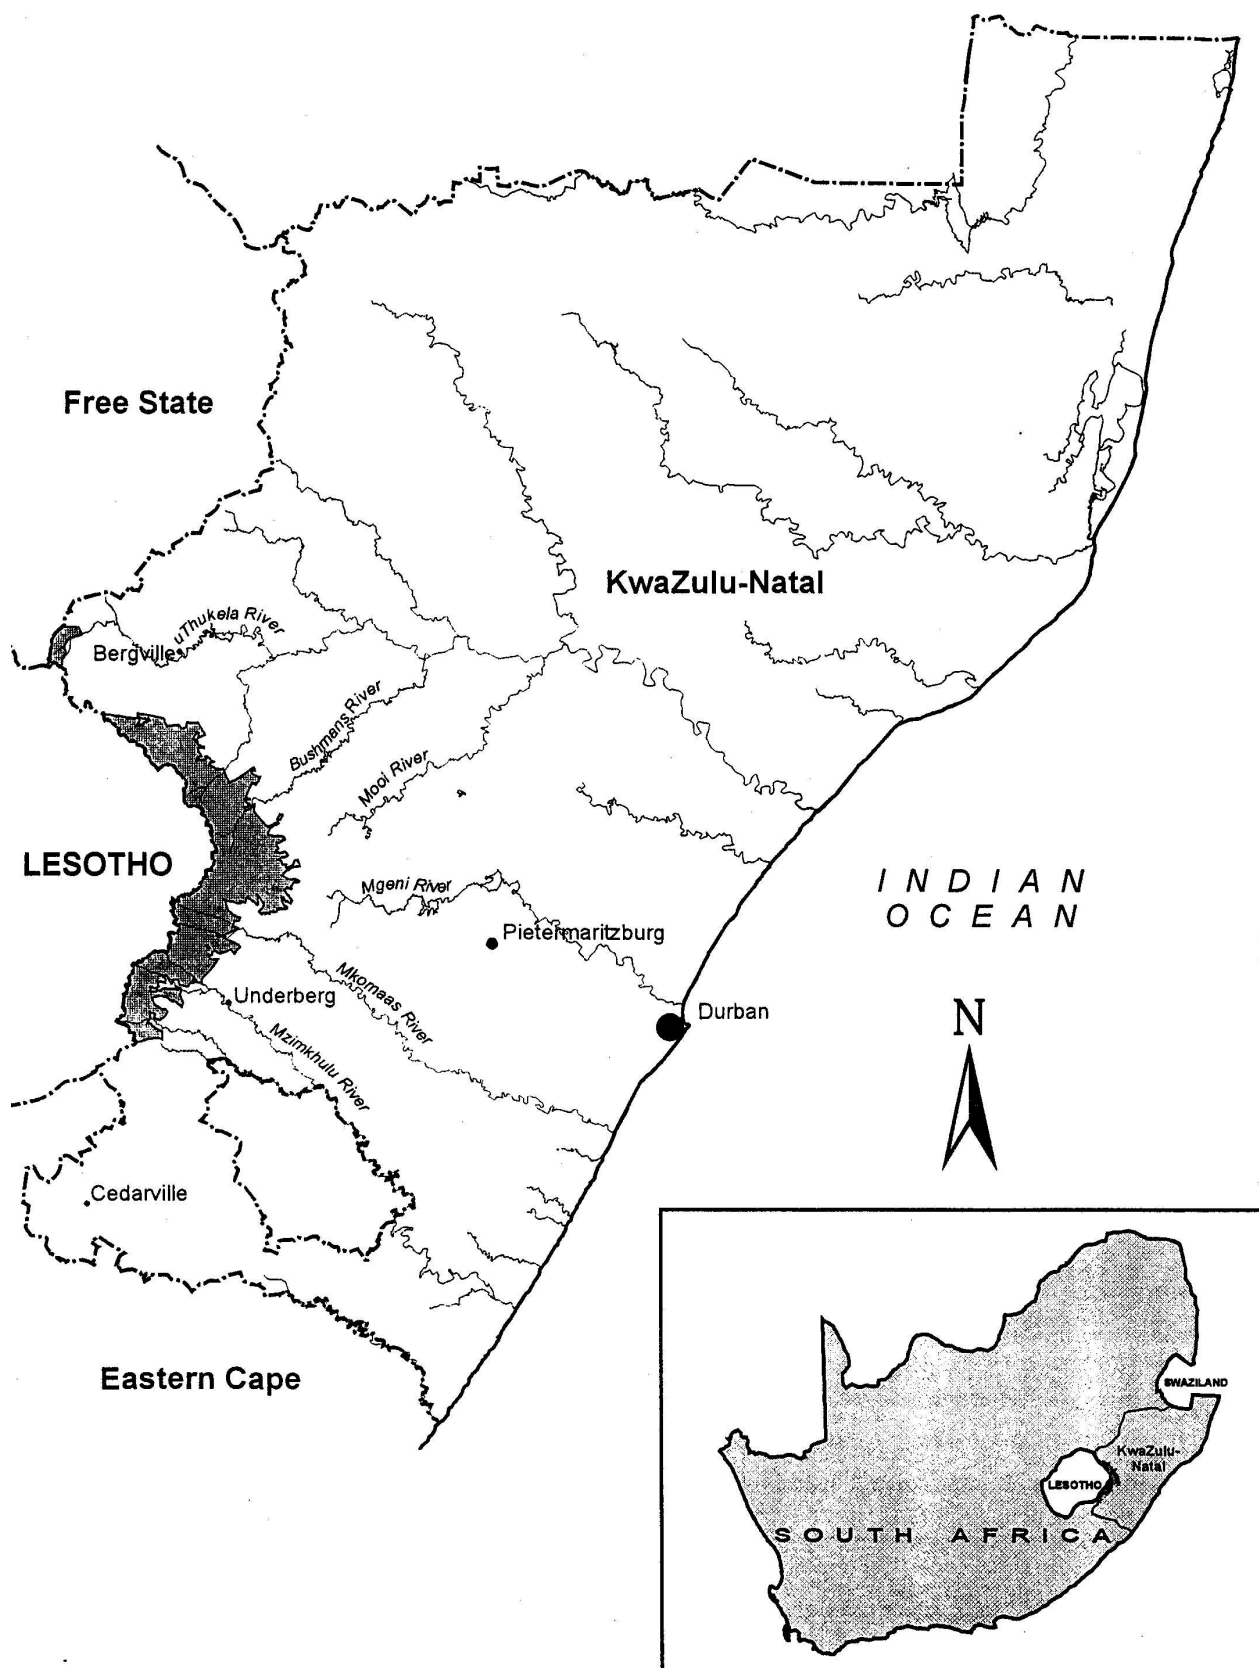 Free State
KwaZulu-Natal
uThukela River
Bergville
Bushmans River
Mooi River
LESOTHO
INDIAN
OCEAN
Mgeni River
Pietermaritzburg
Mkomaas River
Underberg
Durban
Mzimkhulu River
N
Cedarville
Eastern Cape
SWAZILAND
KwaZulu-
Natal
LESOTHO
SOUTH AFRICA